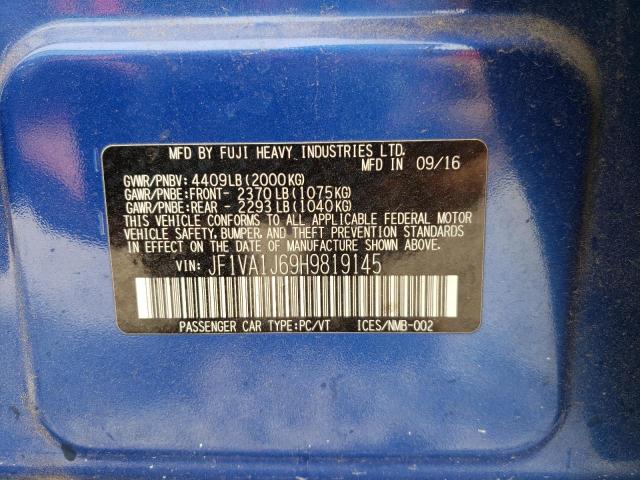 MFD BY FUJI HEAVY INDUSTRIES LTD.
MFD IN 09/16
GVWR/PNBV: 4409LB(2000KG)
GAWR/PNBE:FRONT- 2370LB(1075KG)
GAWR/PNBE:REAR - 2293LB(1040KG)
THIS VEHICLE CONFORMS TO ALL APPLICABLE FEDERAL MOTOR
VEHICLE SAFETY, BUMPER, AND THEFT PREVENTION STANDARDS
IN EFFECT ON THE DATE OF MANUFACTURE SHOWN ABOVE.
VIN: JF1VA1J69H9819145
PASSENGER CAR TYPE:PC/VT ICES/NMB-002